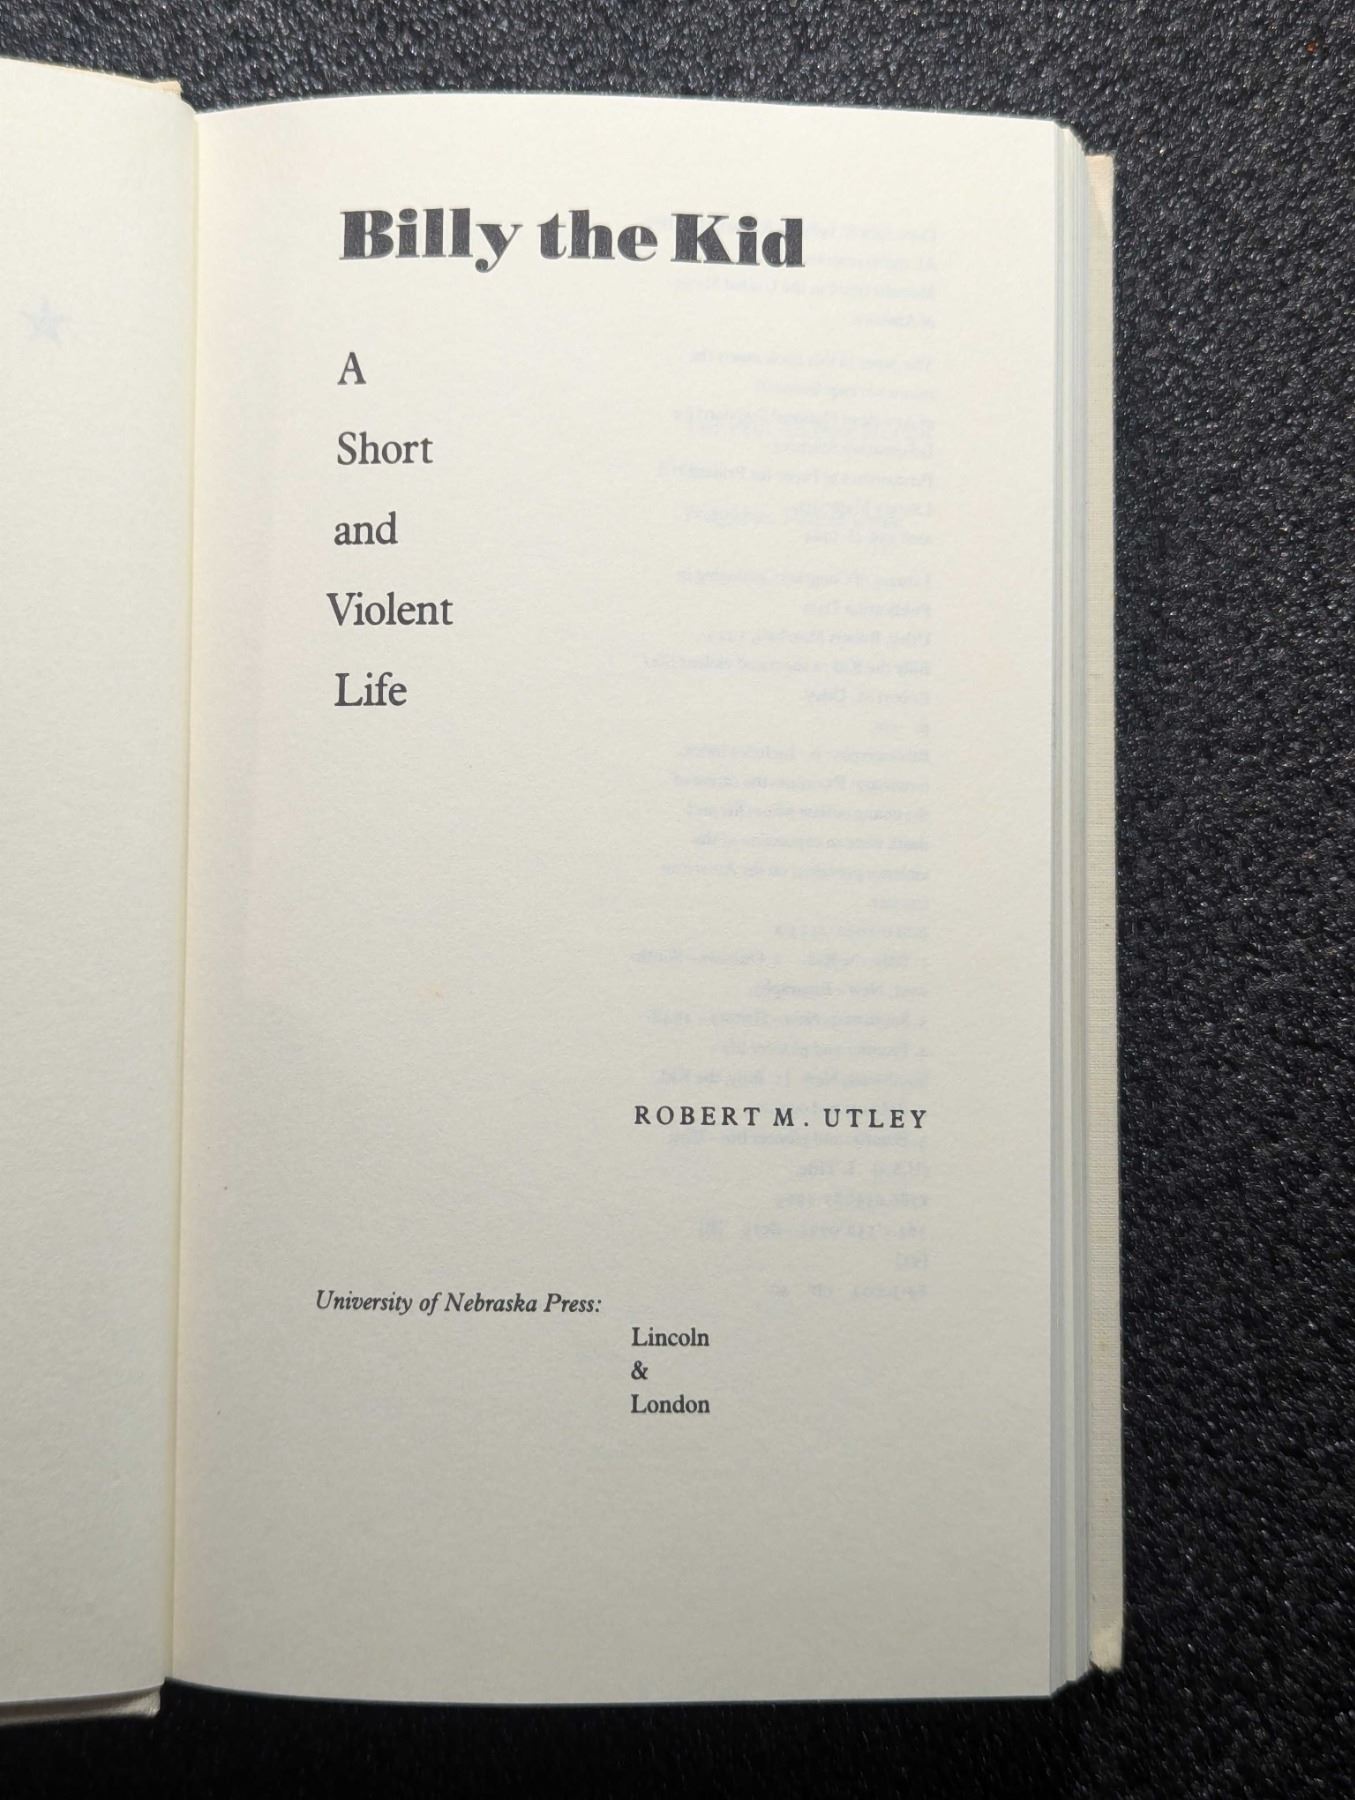 Billy the Kid
A
Short
and
Violent
Life
ROBERT M. UTLEY
University of Nebraska Press:
Lincoln
&
London